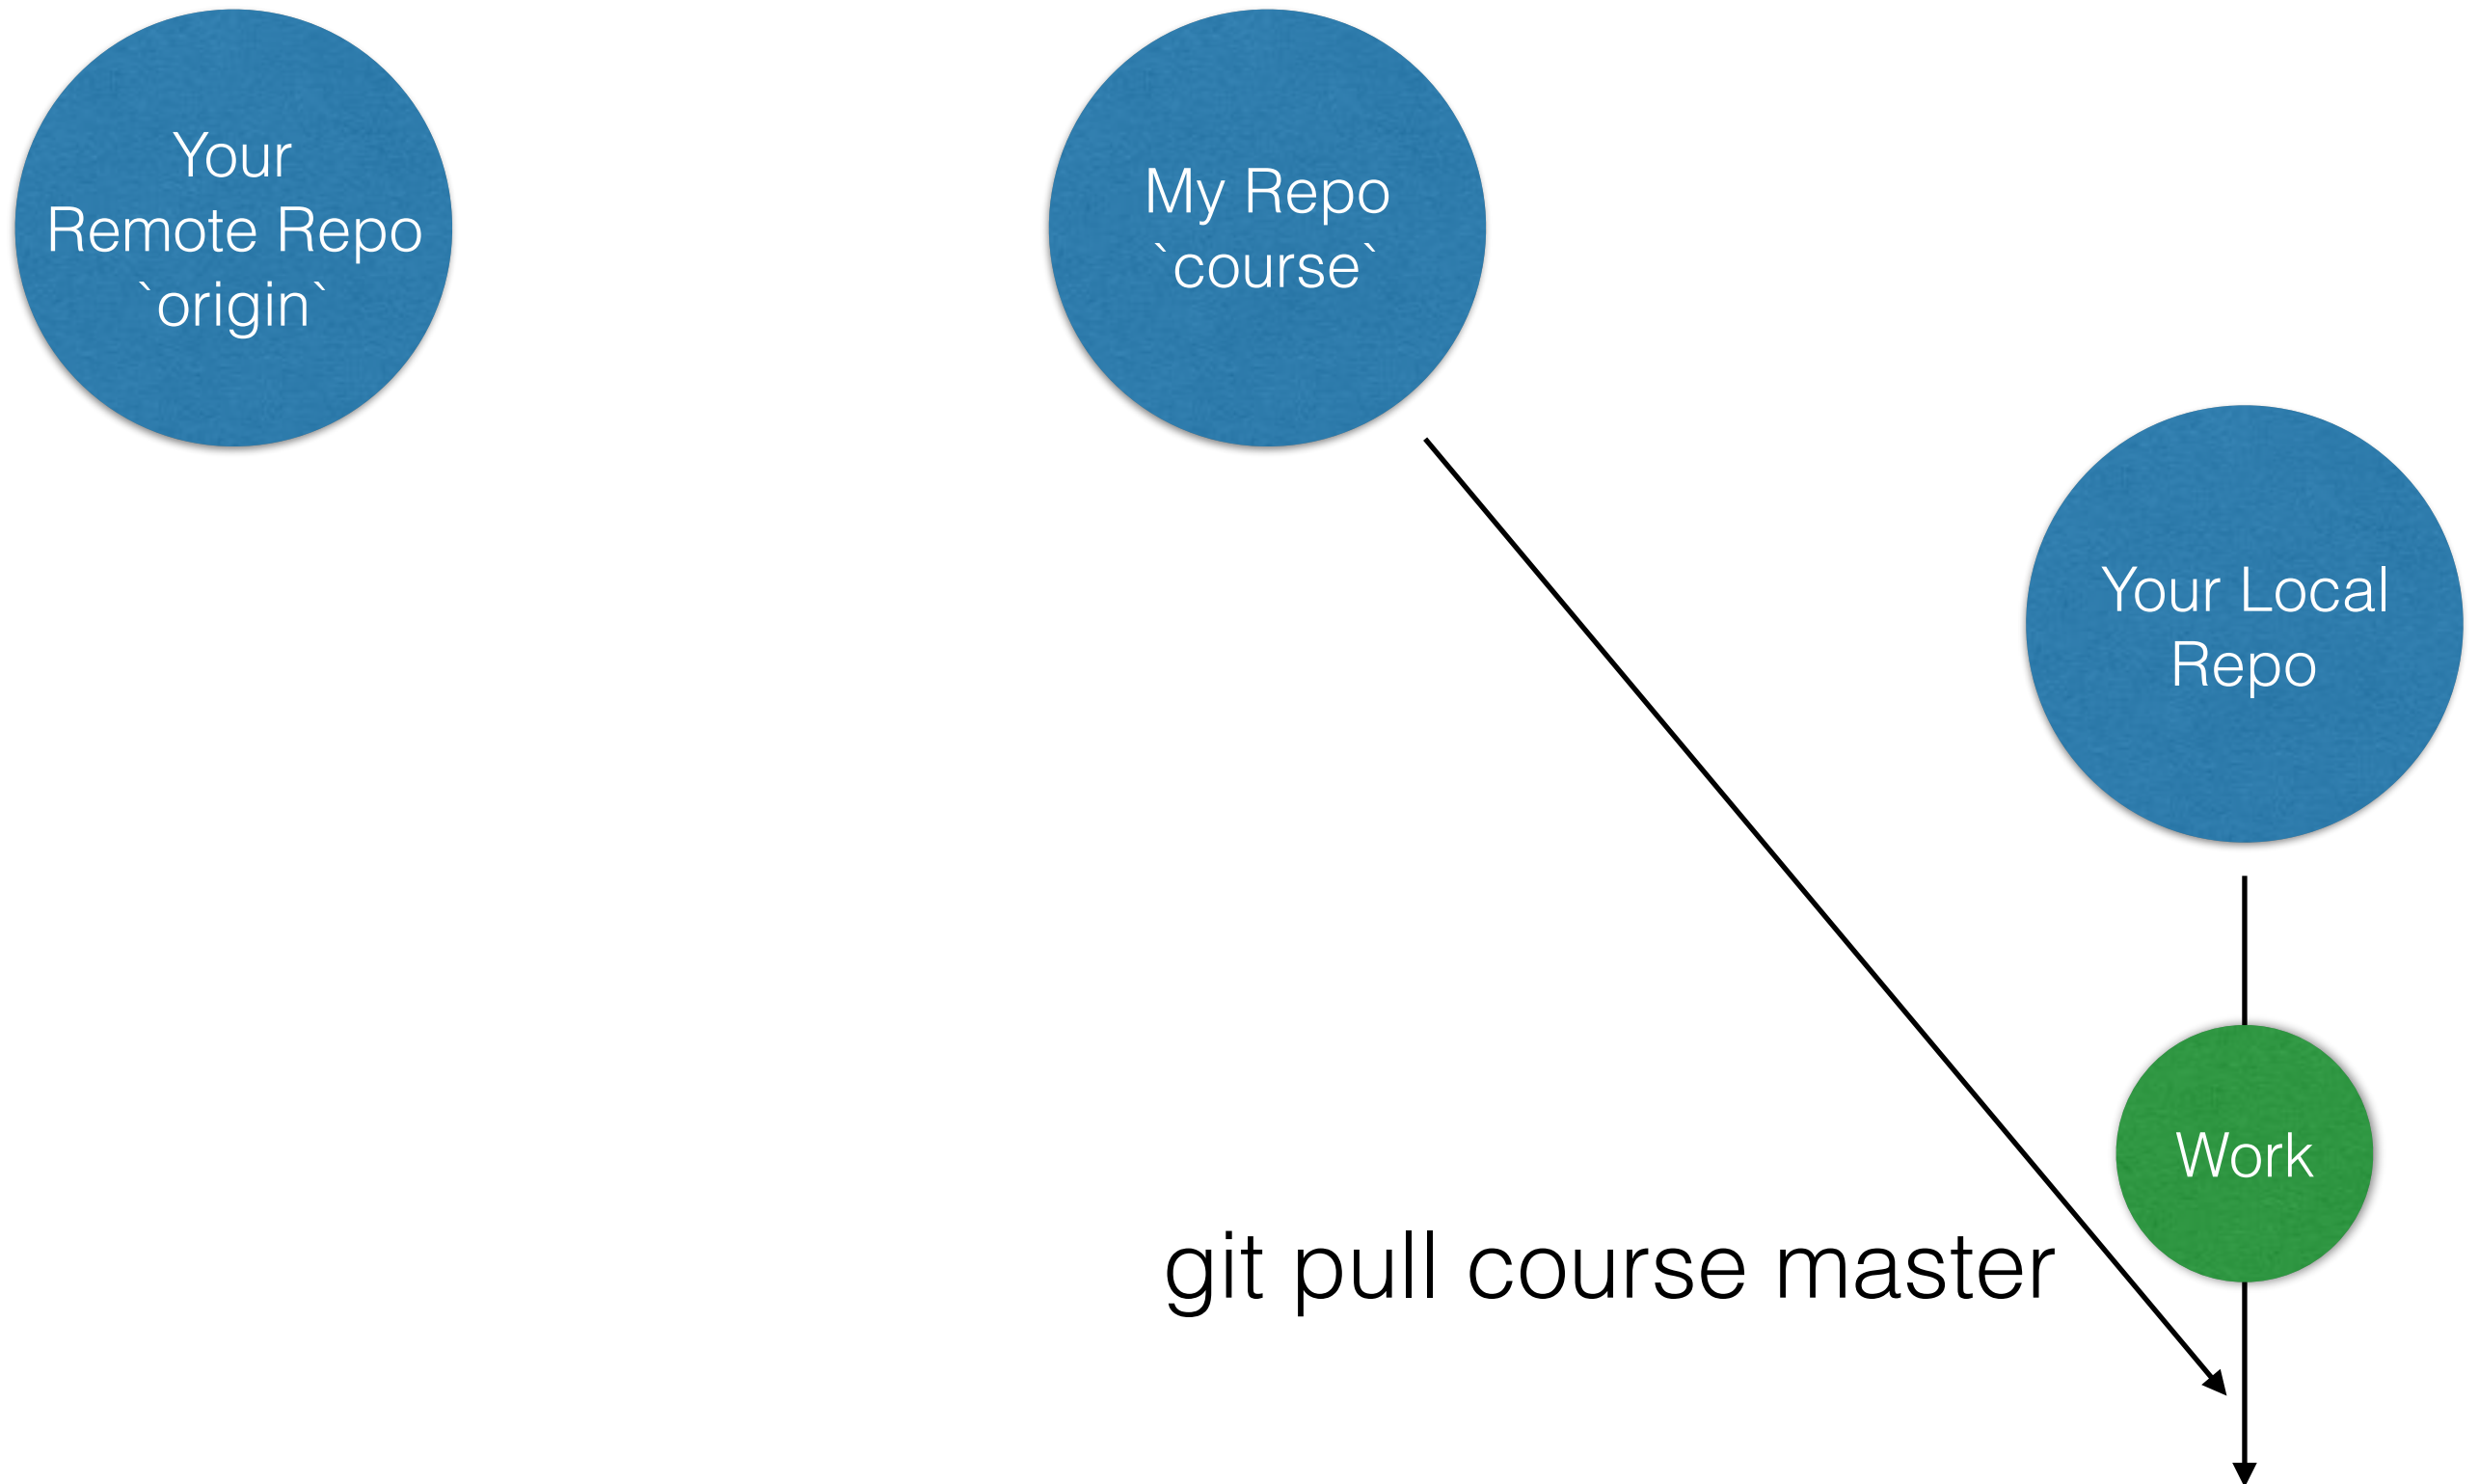 Your
Remote Repo
`origin`
My Repo
`course`
Your Local
Repo
Work
git pull course master